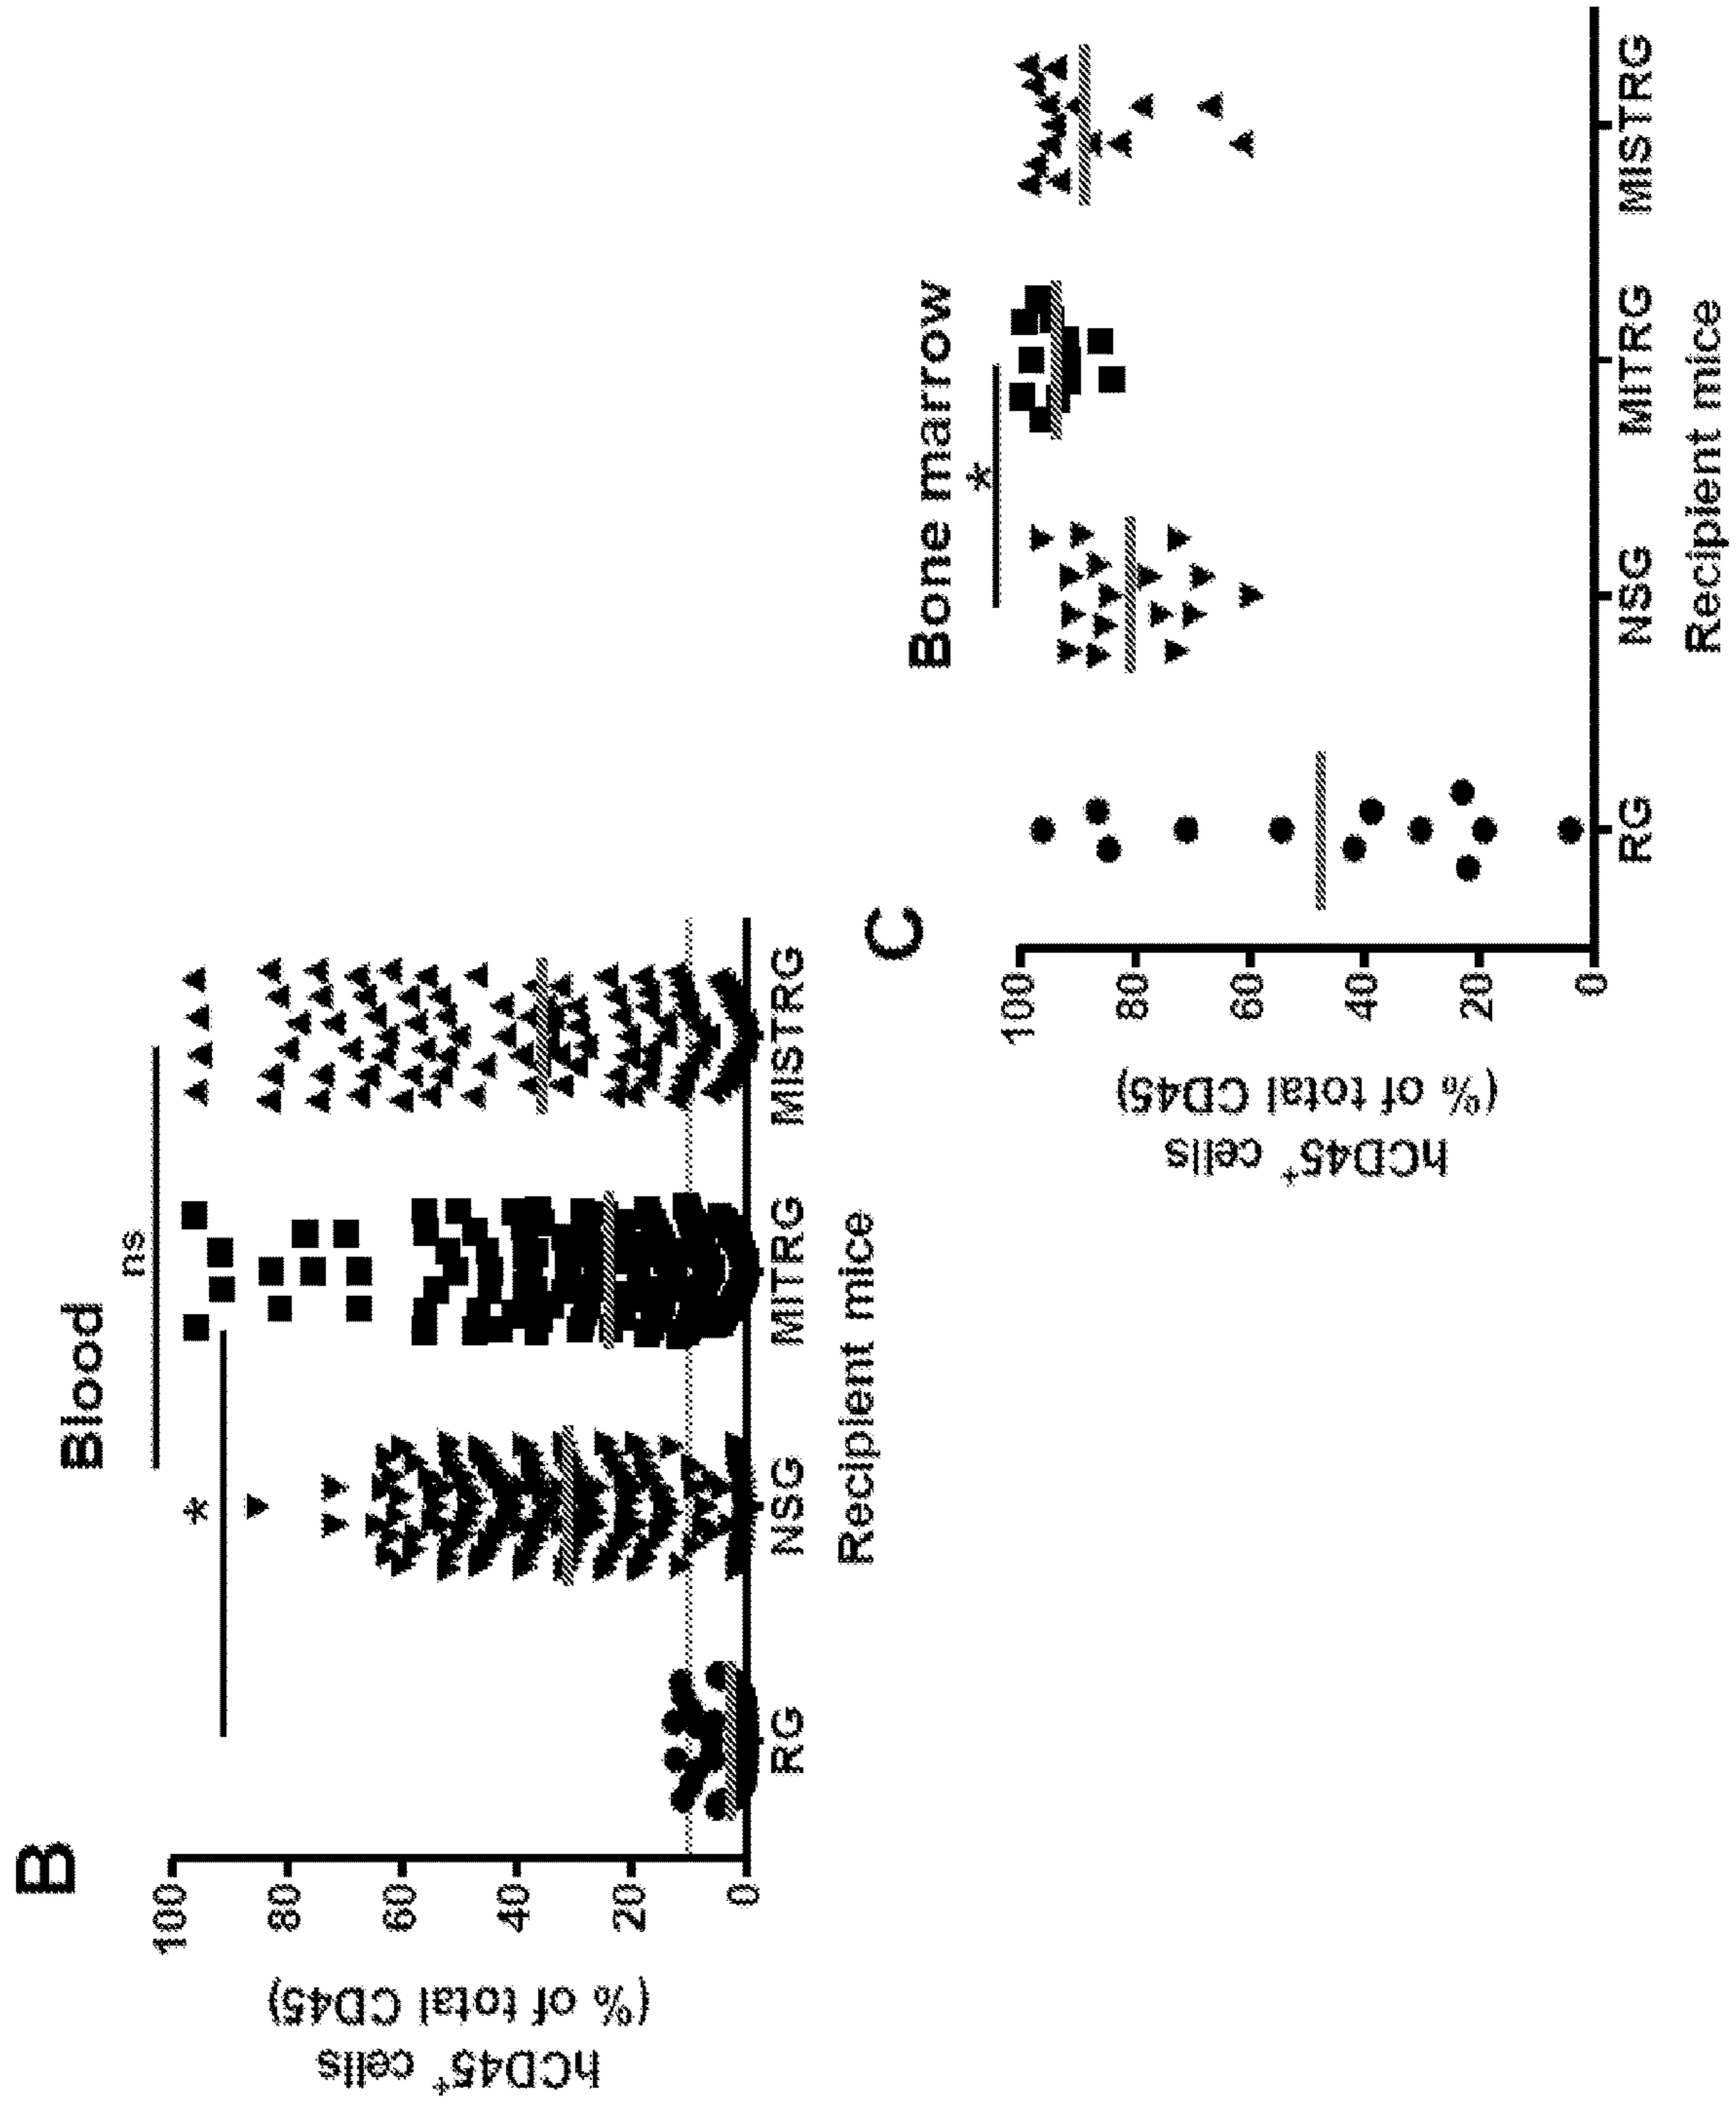 B
Blood
ns
*
hCD45⁺ cells
(% of total CD45)
100
80
60
40
20
0
RG NSG MITRG MISTRG
Recipient mice
C
Bone marrow
*
hCD45⁺ cells
(% of total CD45)
100
80
60
40
20
0
RG NSG MITRG MISTRG
Recipient mice